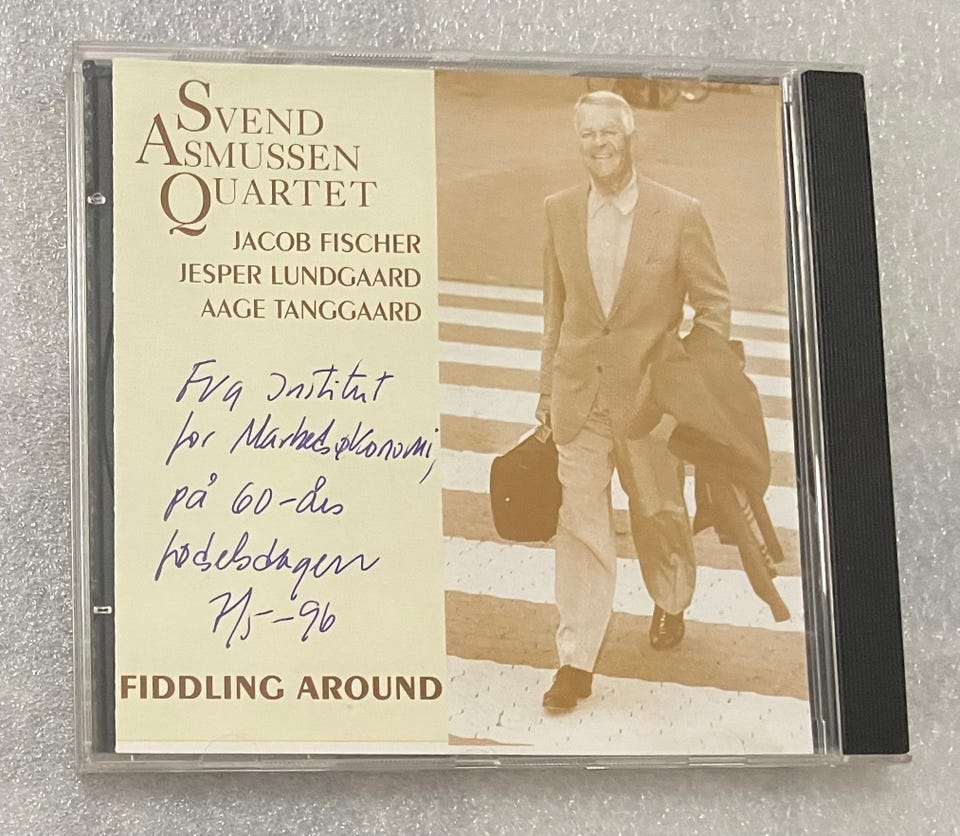 SVEND
ASMUSSEN
QUARTET
JACOB FISCHER
JESPER LUNDGAARD
AAGE TANGGAARD
Fra Institut
for Markedsøkonomi,
på 60-års
fødselsdagen
7/5-96
FIDDLING AROUND